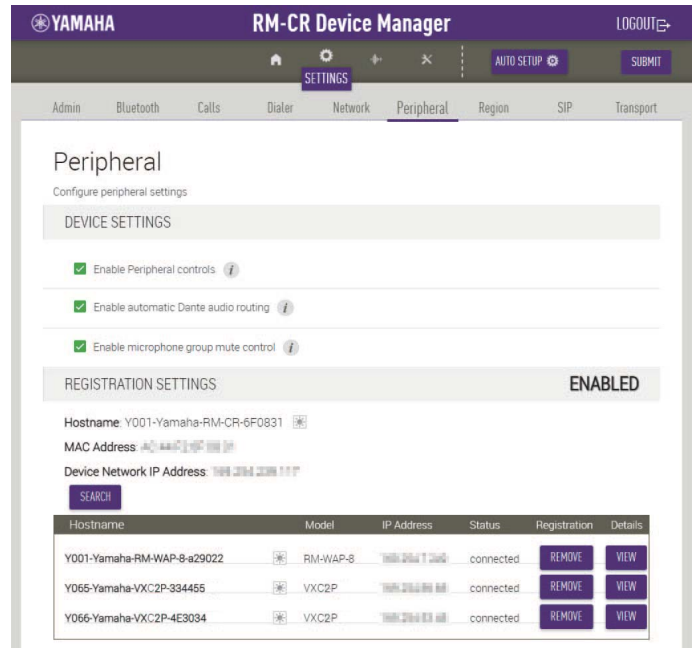 YAMAHA RM-CR Device Manager LOGOUT
SETTINGS AUTO SETUP SUBMIT
Admin Bluetooth Calls Dialer Network Peripheral Region SIP Transport
Peripheral
Configure peripheral settings
DEVICE SETTINGS
Enable Peripheral controls i
Enable automatic Dante audio routing i
Enable microphone group mute control i
REGISTRATION SETTINGS ENABLED
Hostname: Y001-Yamaha-RM-CR-6F0831
MAC Address:
Device Network IP Address:
SEARCH
Hostname Model IP Address Status Registration Details
Y001-Yamaha-RM-WAP-8-a29022 RM-WAP-8 connected REMOVE VIEW
Y065-Yamaha-VXC2P-334455 VXC2P connected REMOVE VIEW
Y066-Yamaha-VXC2P-4E3034 VXC2P connected REMOVE VIEW